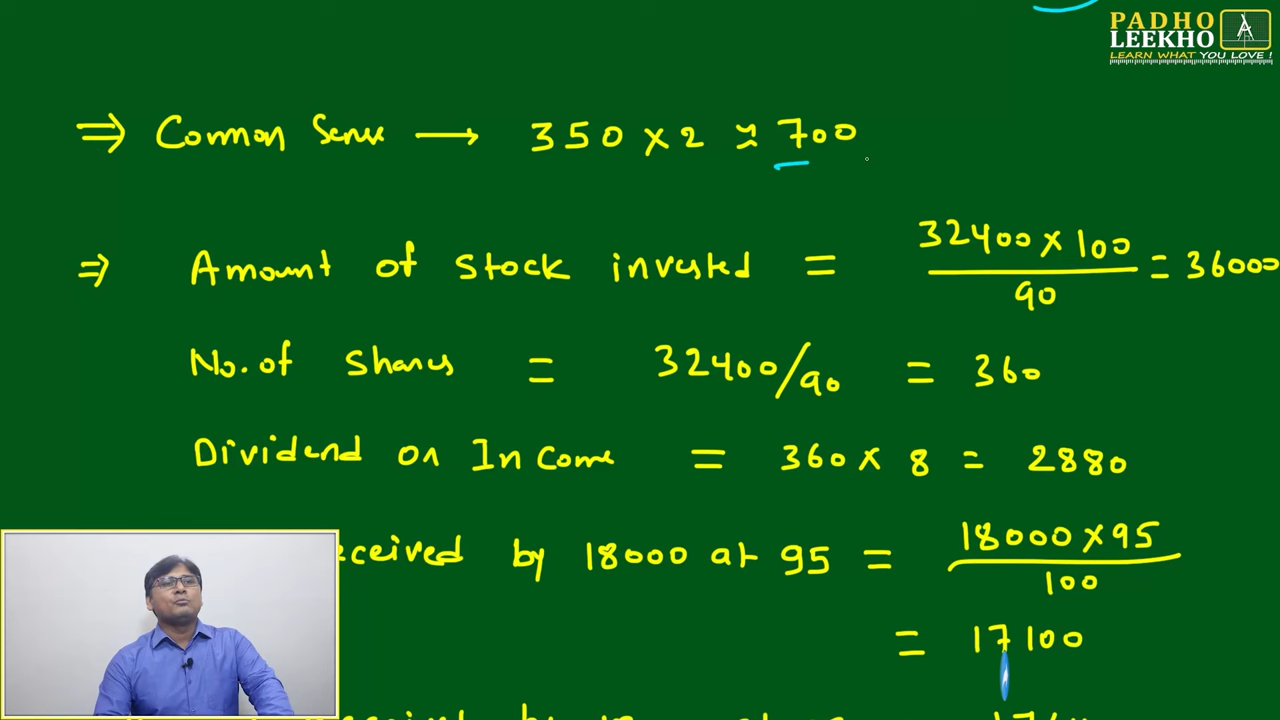 PADHO
LEEKHO
LEARN WHAT YOU LOVE !
⇒ Common Sense → 350 × 2 ≈ 700
⇒ Amount of stock invested = 32400 × 100 / 90 = 36000
No. of Shares = 32400/90 = 360
Dividend on Income = 360 × 8 = 2880
eceived by 18000 at 95 = 18000 × 95 / 100
= 17100